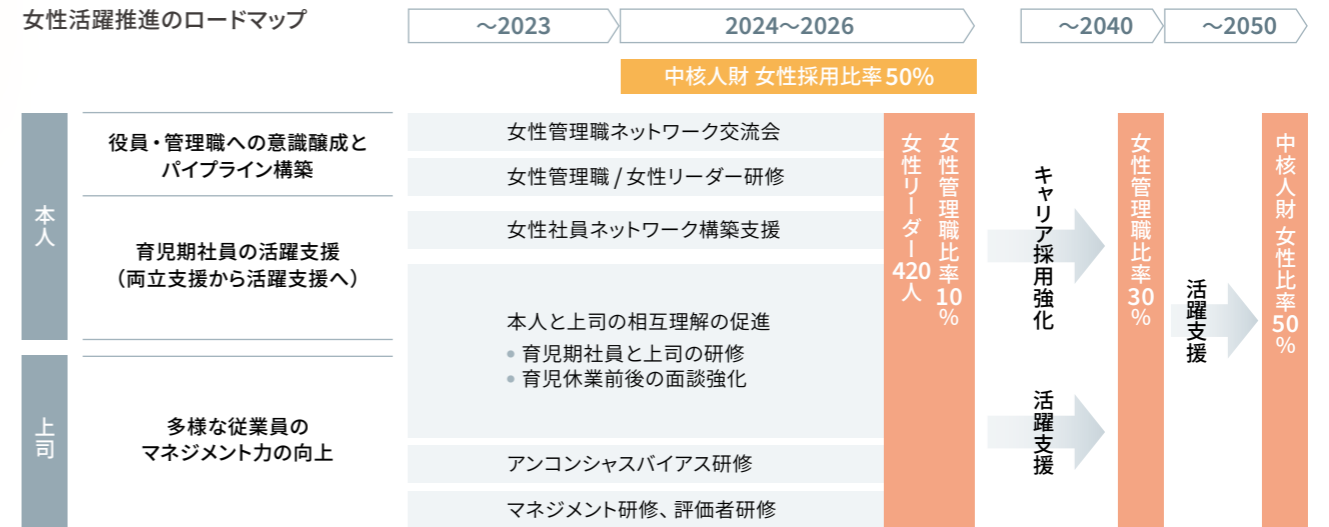 女性活躍推進のロードマップ
～2023
2024～2026
～2040
～2050
中核人財 女性採用比率50%
本人
役員・管理職への意識醸成と
パイプライン構築
育児期社員の活躍支援
（両立支援から活躍支援へ）
上司
多様な従業員の
マネジメント力の向上
女性管理職ネットワーク交流会
女性管理職 / 女性リーダー研修
女性社員ネットワーク構築支援
本人と上司の相互理解の促進
• 育児期社員と上司の研修
• 育児休業前後の面談強化
アンコンシャスバイアス研修
マネジメント研修、評価者研修
女性管理職比率10%
女性リーダー420人
キャリア採用強化
活躍支援
女性管理職比率30%
活躍支援
中核人財 女性比率50%